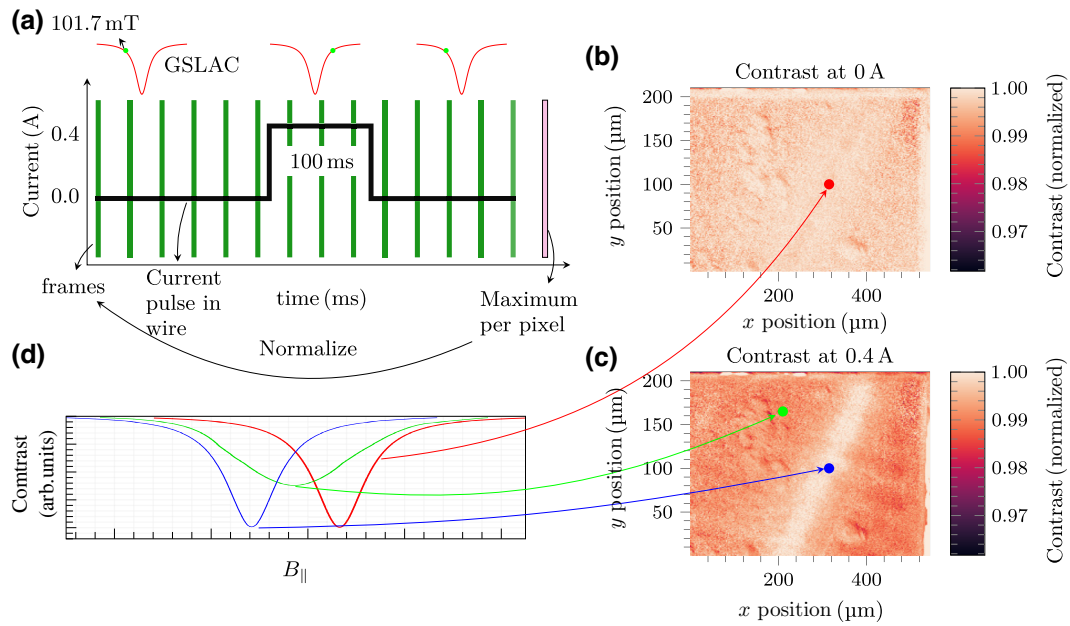 (a)
101.7 mT
GSLAC
Current (A)
0.4
0.0
100 ms
frames
Current
pulse in
wire
time (ms)
Maximum
per pixel
Normalize
(b)
Contrast at 0 A
y position (µm)
200
150
100
50
200
400
x position (µm)
1.00
0.99
0.98
0.97
Contrast (normalized)
(c)
Contrast at 0.4 A
y position (µm)
200
150
100
50
200
400
x position (µm)
1.00
0.99
0.98
0.97
Contrast (normalized)
(d)
Comtrast
(arb.units)
B∥